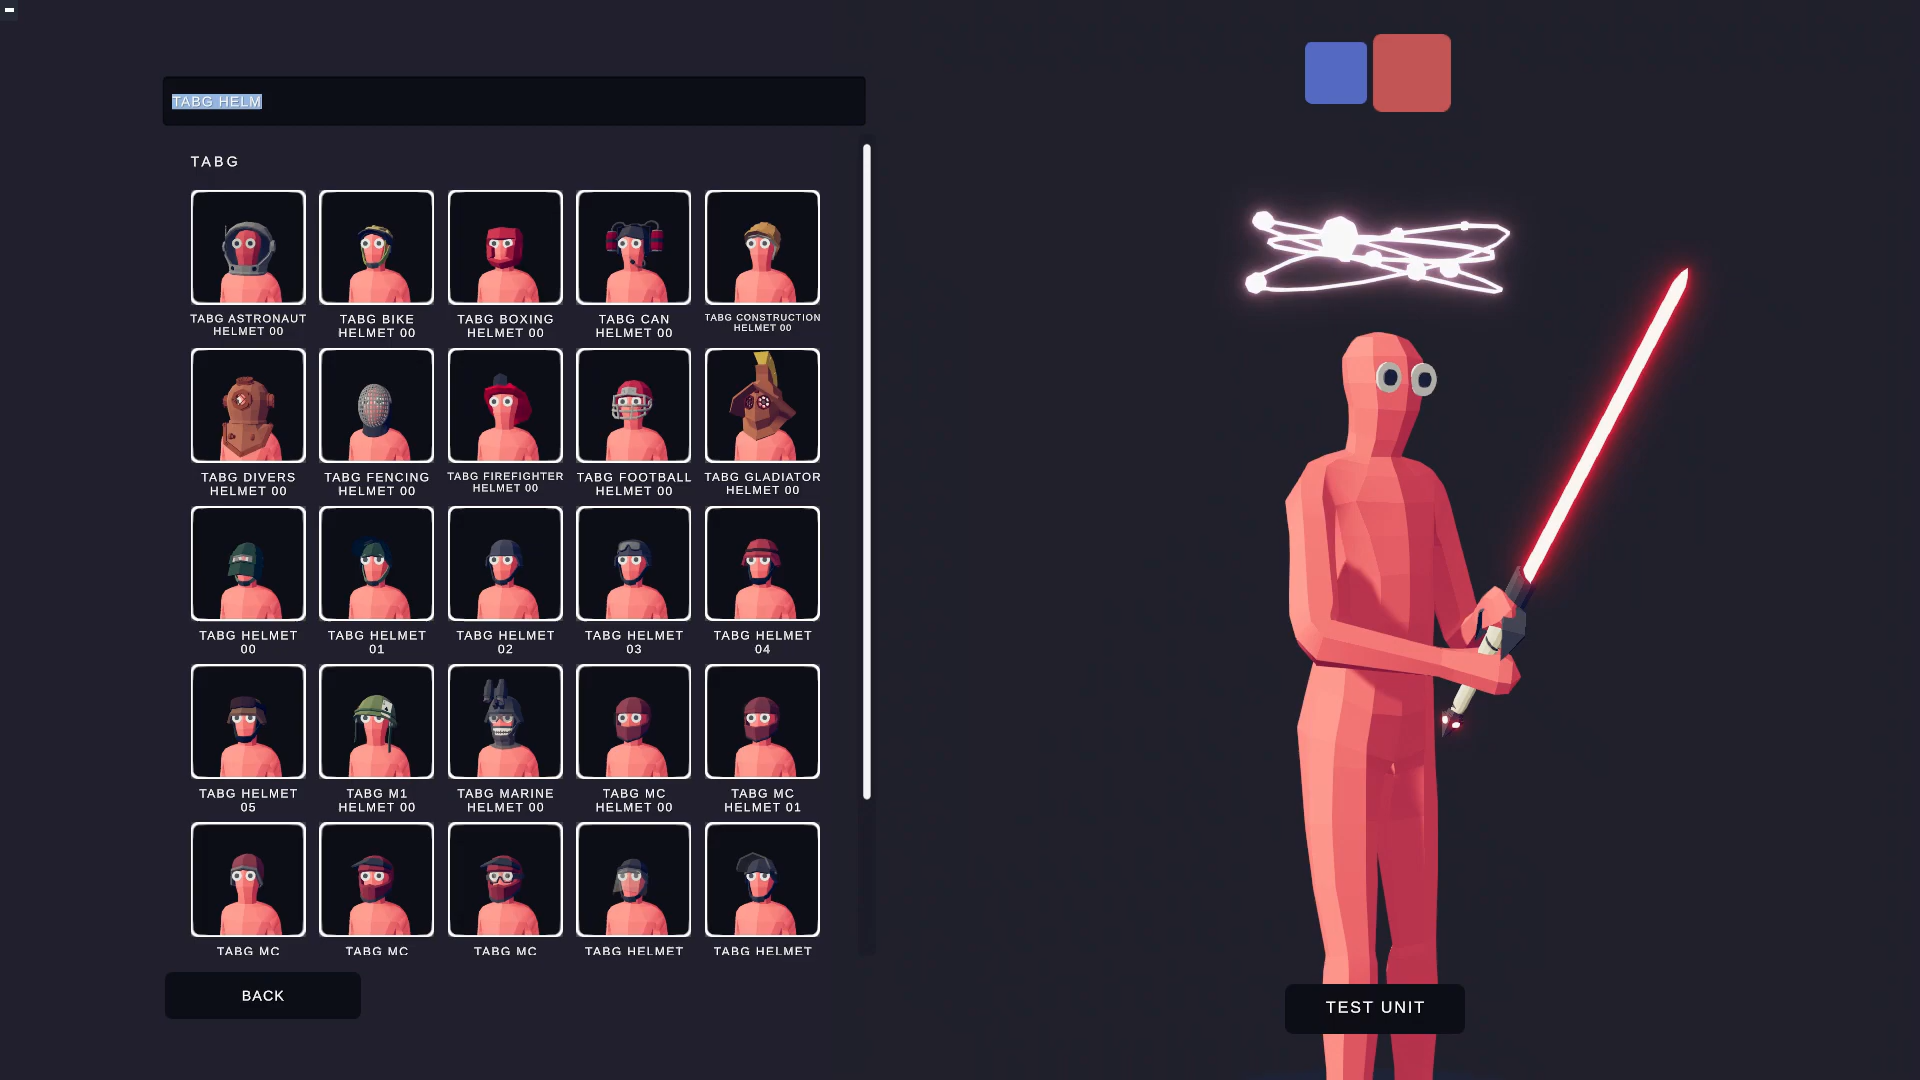 TABG HELM
TABG
TABG ASTRONAUT
HELMET 00
TABG BIKE
HELMET 00
TABG BOXING
HELMET 00
TABG CAN
HELMET 00
TABG CONSTRUCTION
HELMET 00
TABG DIVERS
HELMET 00
TABG FENCING
HELMET 00
TABG FIREFIGHTER
HELMET 00
TABG FOOTBALL
HELMET 00
TABG GLADIATOR
HELMET 00
TABG HELMET
00
TABG HELMET
01
TABG HELMET
02
TABG HELMET
03
TABG HELMET
04
TABG HELMET
05
TABG M1
HELMET 00
TABG MARINE
HELMET 00
TABG MC
HELMET 00
TABG MC
HELMET 01
TABG MC
TABG MC
TABG MC
TABG HELMET
TABG HELMET
BACK
TEST UNIT